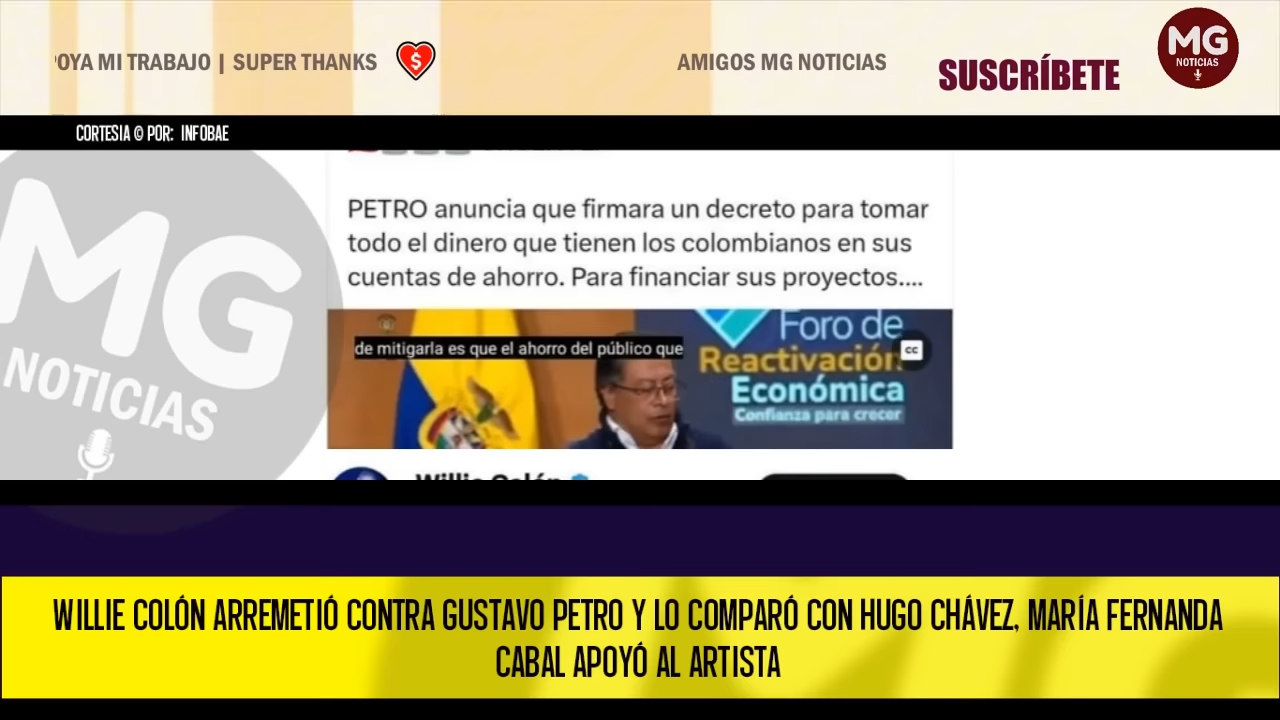 OYA MI TRABAJO | SUPER THANKS
AMIGOS MG NOTICIAS
SUSCRÍBETE
MG
NOTICIAS
CORTESIA © POR: INFOBAE
MG
NOTICIAS
PETRO anuncia que firmara un decreto para tomar
todo el dinero que tienen los colombianos en sus
cuentas de ahorro. Para financiar sus proyectos....
de mitigarla es que el ahorro del público que
CC
Foro de
Reactivación
Económica
Confianza para crecer
Willie Colón
WILLIE COLÓN ARREMETIÓ CONTRA GUSTAVO PETRO Y LO COMPARÓ CON HUGO CHÁVEZ, MARÍA FERNANDA
CABAL APOYÓ AL ARTISTA